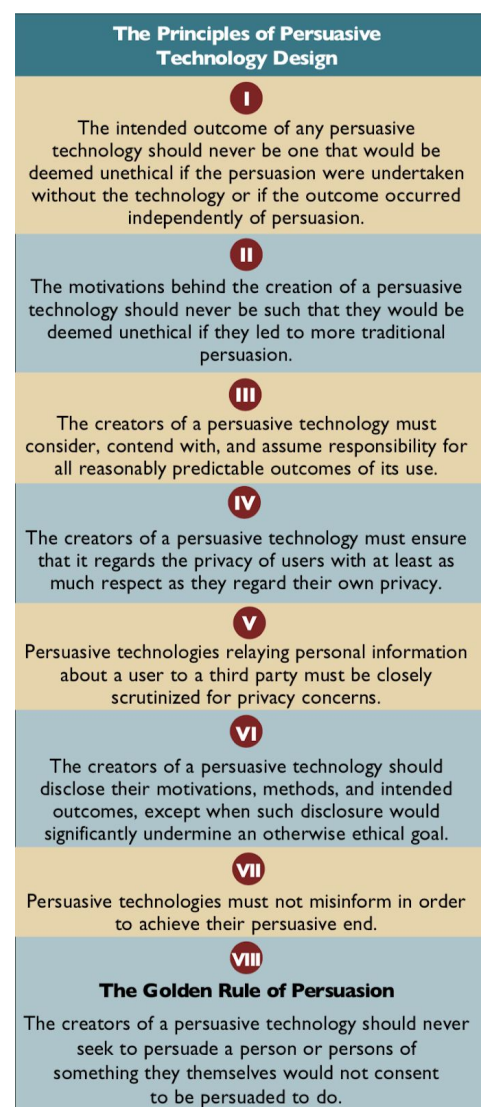 The Principles of Persuasive
Technology Design
I
The intended outcome of any persuasive
technology should never be one that would be
deemed unethical if the persuasion were undertaken
without the technology or if the outcome occurred
independently of persuasion.
II
The motivations behind the creation of a persuasive
technology should never be such that they would be
deemed unethical if they led to more traditional
persuasion.
III
The creators of a persuasive technology must
consider, contend with, and assume responsibility for
all reasonably predictable outcomes of its use.
IV
The creators of a persuasive technology must ensure
that it regards the privacy of users with at least as
much respect as they regard their own privacy.
V
Persuasive technologies relaying personal information
about a user to a third party must be closely
scrutinized for privacy concerns.
VI
The creators of a persuasive technology should
disclose their motivations, methods, and intended
outcomes, except when such disclosure would
significantly undermine an otherwise ethical goal.
VII
Persuasive technologies must not misinform in order
to achieve their persuasive end.
VIII
The Golden Rule of Persuasion
The creators of a persuasive technology should never
seek to persuade a person or persons of
something they themselves would not consent
to be persuaded to do.